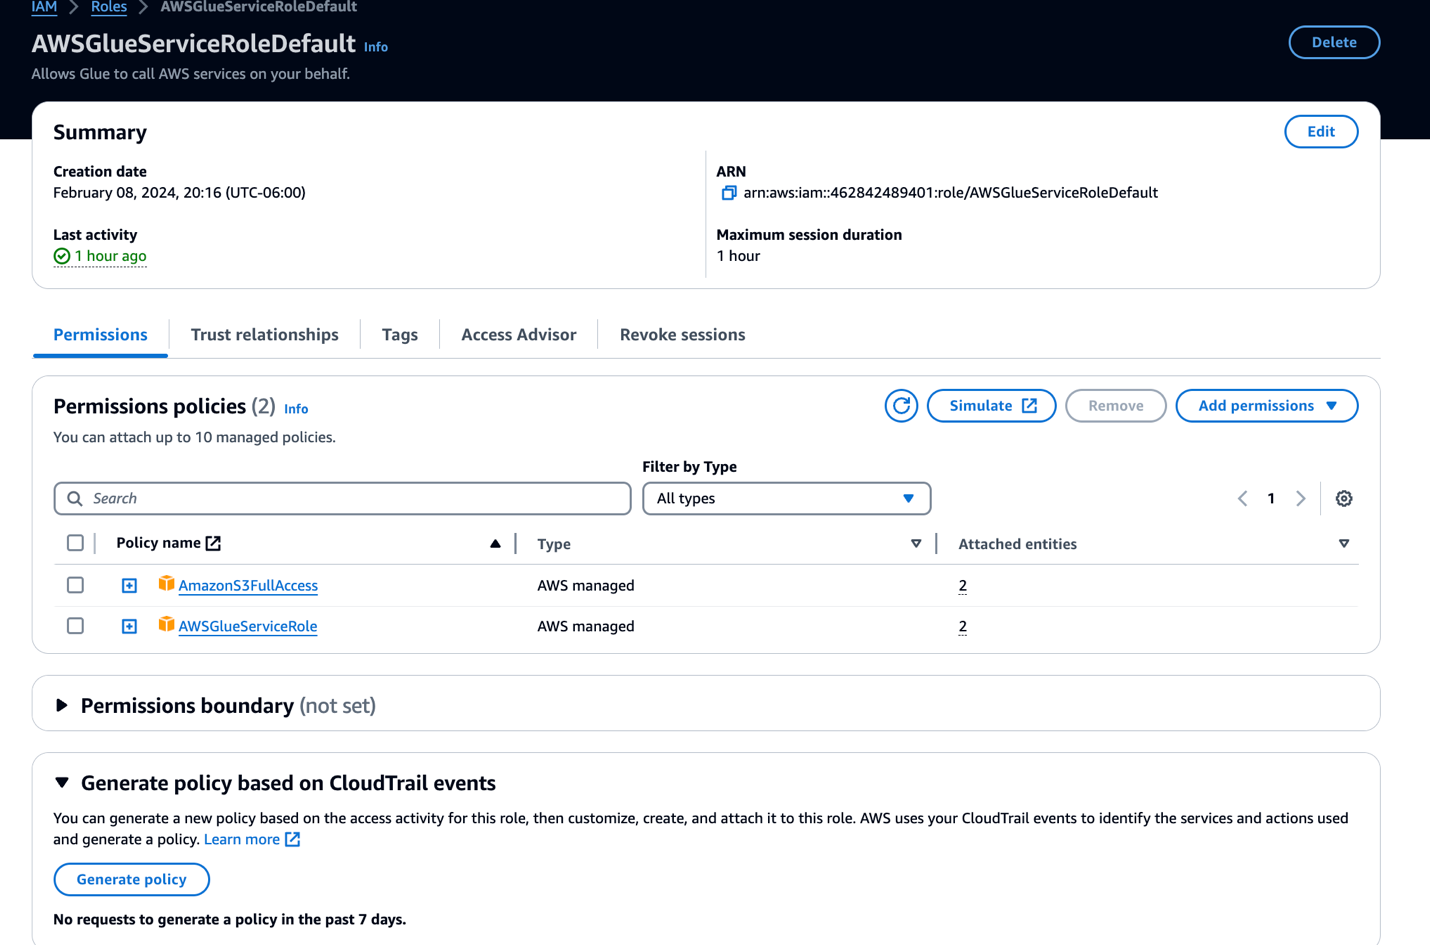 IAM > Roles > AWSGlueServiceRoleDefault
AWSGlueServiceRoleDefault Info
Delete
Allows Glue to call AWS services on your behalf.
Summary
Edit
Creation date
February 08, 2024, 20:16 (UTC-06:00)
ARN
arn:aws:iam::462842489401:role/AWSGlueServiceRoleDefault
Last activity
1 hour ago
Maximum session duration
1 hour
Permissions
Trust relationships
Tags
Access Advisor
Revoke sessions
Permissions policies (2) Info
Simulate
Remove
Add permissions
You can attach up to 10 managed policies.
Filter by Type
Search
All types
1
Policy name
Type
Attached entities
AmazonS3FullAccess
AWS managed
2
AWSGlueServiceRole
AWS managed
2
Permissions boundary (not set)
Generate policy based on CloudTrail events
You can generate a new policy based on the access activity for this role, then customize, create, and attach it to this role. AWS uses your CloudTrail events to identify the services and actions used
and generate a policy. Learn more
Generate policy
No requests to generate a policy in the past 7 days.